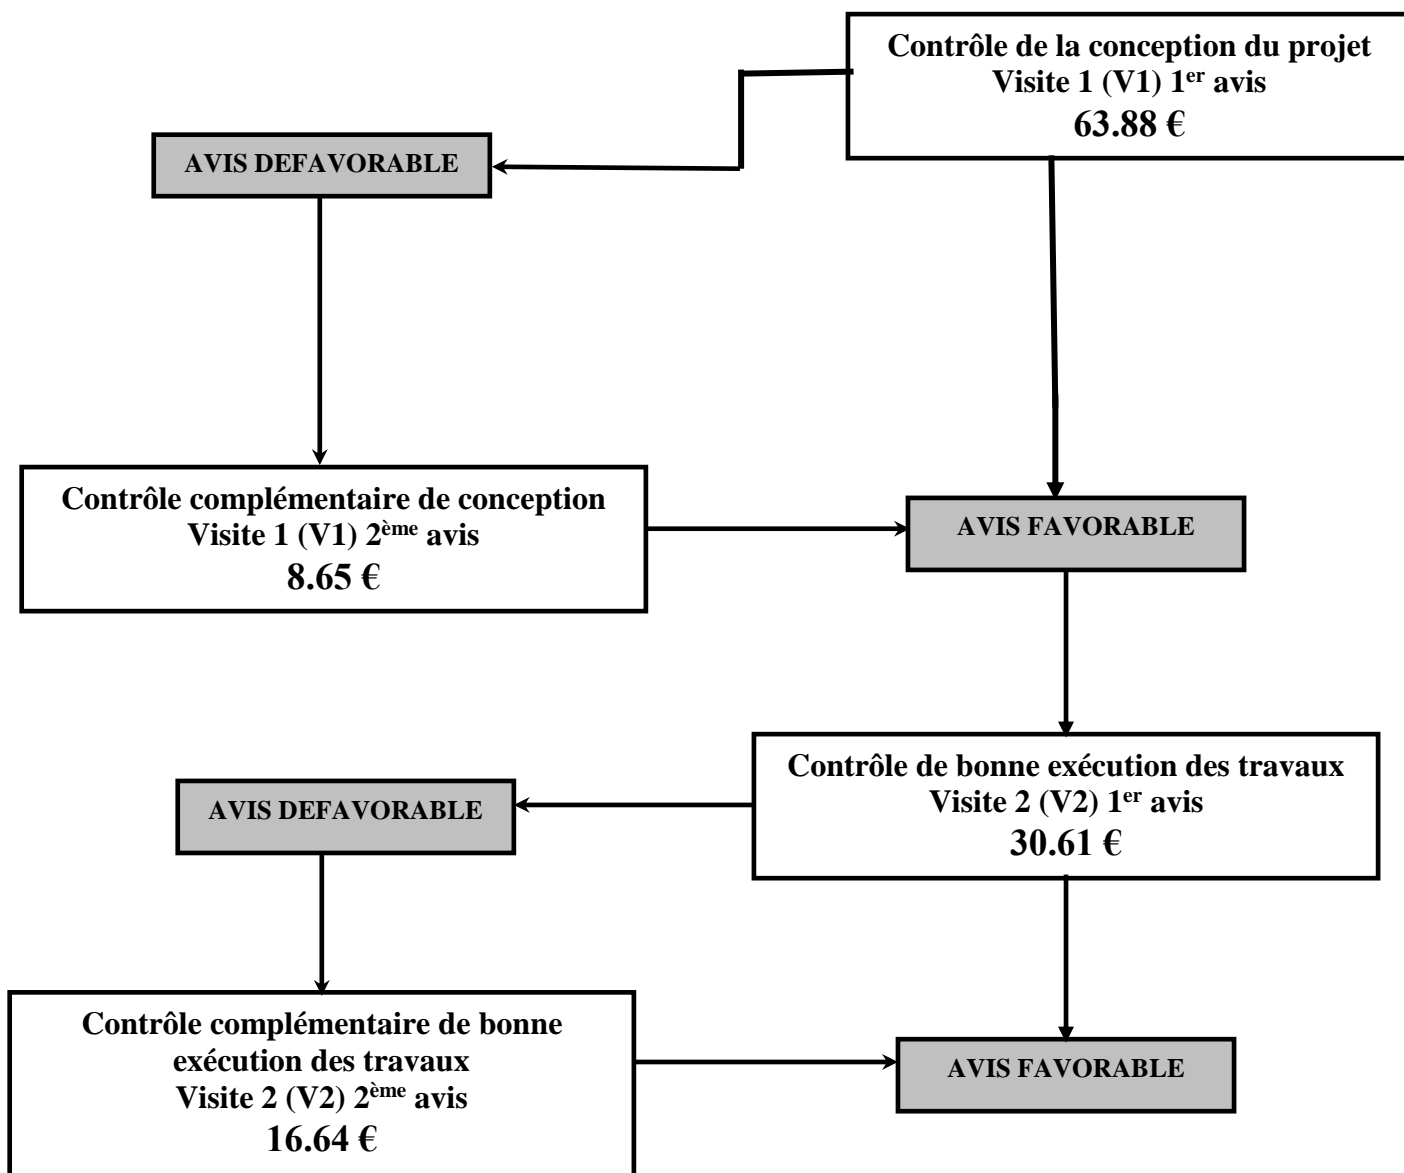 Contrôle de la conception du projet
Visite 1 (V1) 1er avis
63.88 €
AVIS DEFAVORABLE
Contrôle complémentaire de conception
Visite 1 (V1) 2ème avis
8.65 €
AVIS FAVORABLE
Contrôle de bonne exécution des travaux
Visite 2 (V2) 1er avis
30.61 €
AVIS DEFAVORABLE
Contrôle complémentaire de bonne
exécution des travaux
Visite 2 (V2) 2ème avis
16.64 €
AVIS FAVORABLE